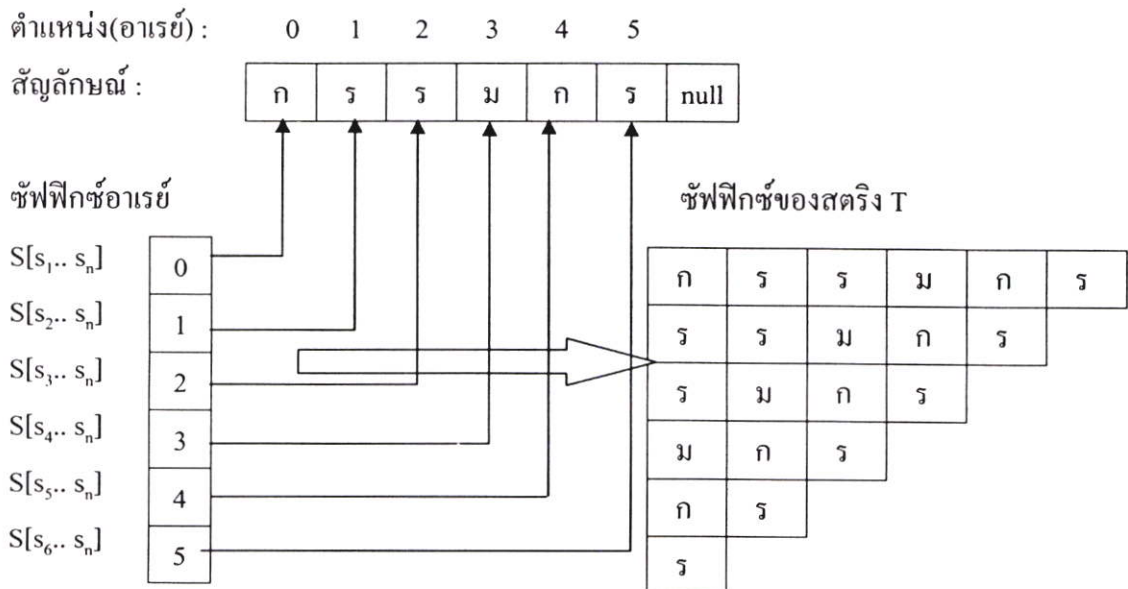 ตำแหน่ง(อาเรย์) : 0 1 2 3 4 5
สัญลักษณ์ : ก ร ร ม ก ร null
ซัฟฟิกซ์อาเรย์ ซัฟฟิกซ์ของสตริง T
S[s₁.. sₙ] 0 ก ร ร ม ก ร
S[s₂.. sₙ] 1 ร ร ม ก ร
S[s₃.. sₙ] 2 ร ม ก ร
S[s₄.. sₙ] 3 ม ก ร
S[s₅.. sₙ] 4 ก ร
S[s₆.. sₙ] 5 ร